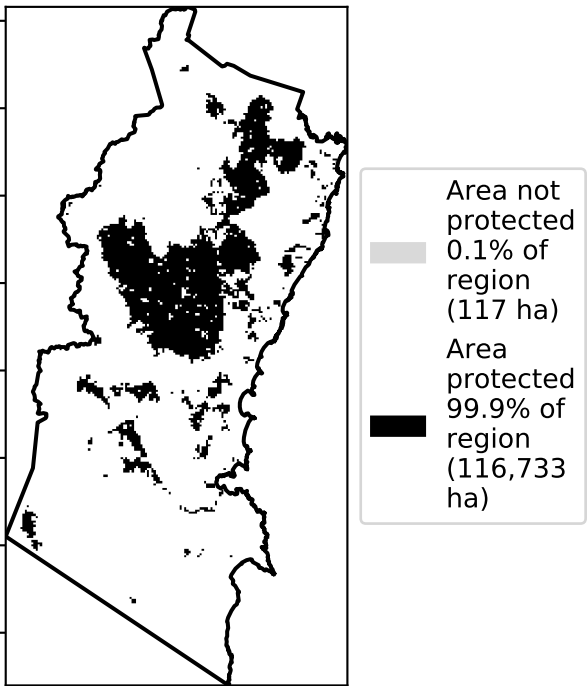 Area not
protected
0.1% of
region
(117 ha)
Area
protected
99.9% of
region
(116,733
ha)